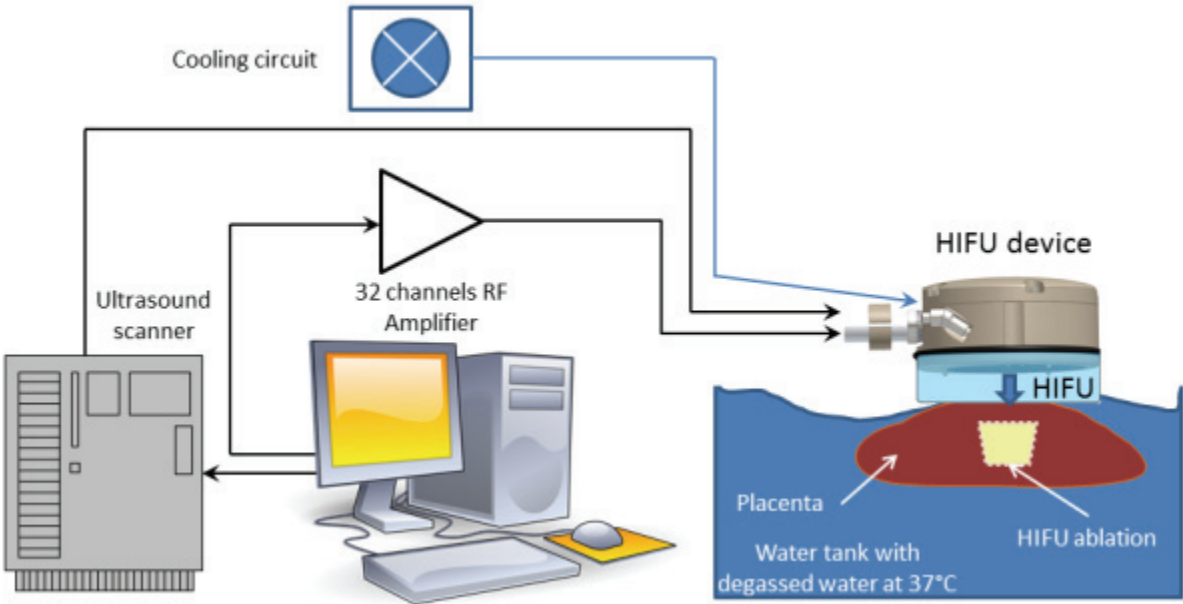 Cooling circuit
HIFU device
32 channels RF
Amplifier
Ultrasound
scanner
HIFU
Placenta
HIFU ablation
Water tank with
degassed water at 37°C